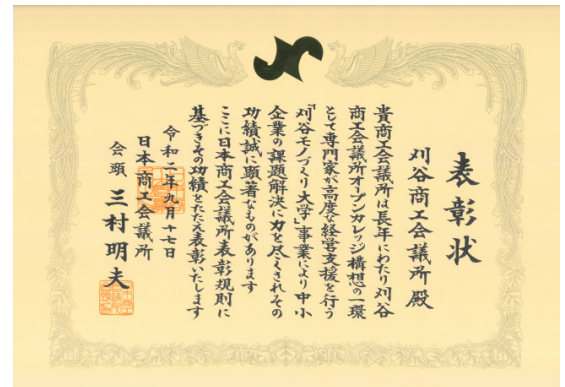 表彰状
刈谷商工会議所殿
貴商工会議所は長年にわたり刈谷
商工会議所オープンカレッジ構想の一環
として専門家が高度な経営支援を行う
「刈谷モノづくり大学」事業により中小
企業の課題解決に力を尽くされその
功績誠に顕著なものがあります
ここに日本商工会議所表彰規則に
基づきその功績をたたえ表彰いたします
令和二年九月十七日
日本商工会議所
会頭 三村明夫